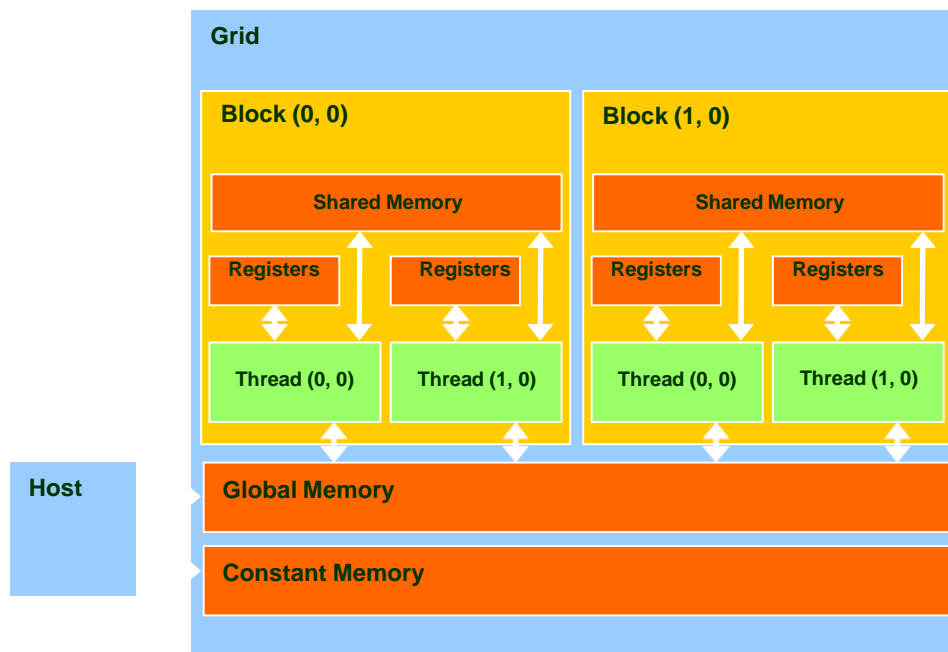 Grid
Block (0, 0)
Block (1, 0)
Shared Memory
Shared Memory
Registers
Registers
Registers
Registers
Thread (0, 0)
Thread (1, 0)
Thread (0, 0)
Thread (1, 0)
Host
Global Memory
Constant Memory